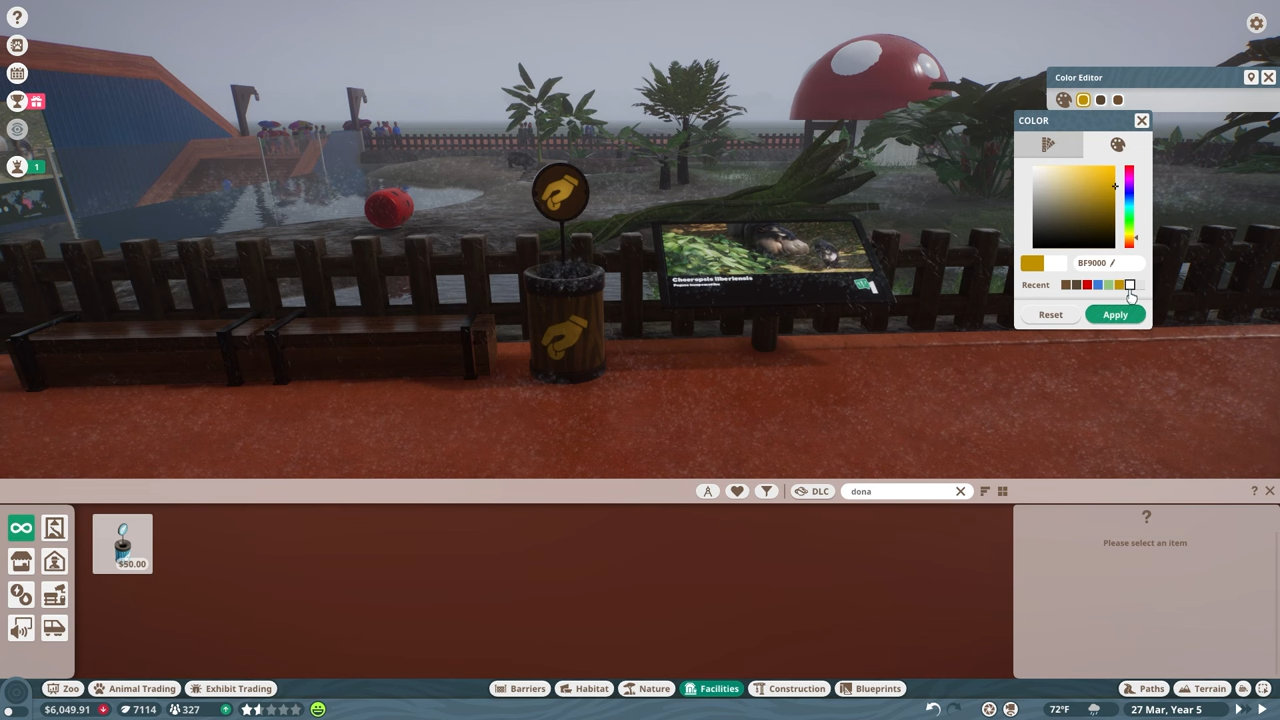 ?
1
Color Editor
COLOR
BF9000
Recent
Reset
Apply
Choeropsis liberiensis
DLC
dona
?
$50.00
?
Please select an item
Zoo
Animal Trading
Exhibit Trading
Barriers
Habitat
Nature
Facilities
Construction
Blueprints
Paths
Terrain
$6,049.91
7114
327
72°F
27 Mar, Year 5